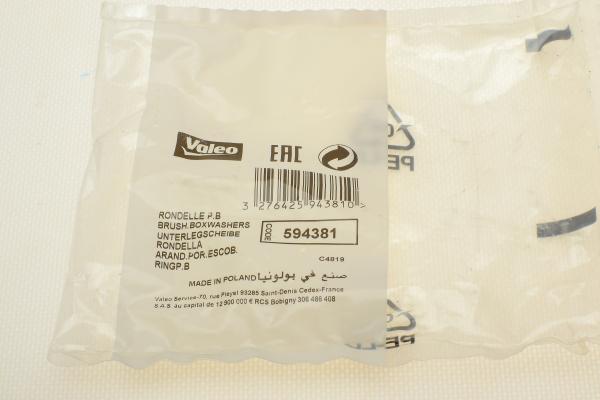 Valeo
EAC
3 276425 943810 >
RONDELLE P.B
BRUSH.BOXWASHERS
UNTERLEGSCHEIBE
RONDELLA
ARAND.POR.ESCOB.
RINGP.B
CODE 594381
C4819
MADE IN POLAND صنع في بولونيا
Valeo Service-70, rue Pleyel 93285 Saint-Denis Cedex-France
S.A.S. au capital de 12 900 000 € RCS Bobigny 306 486 408